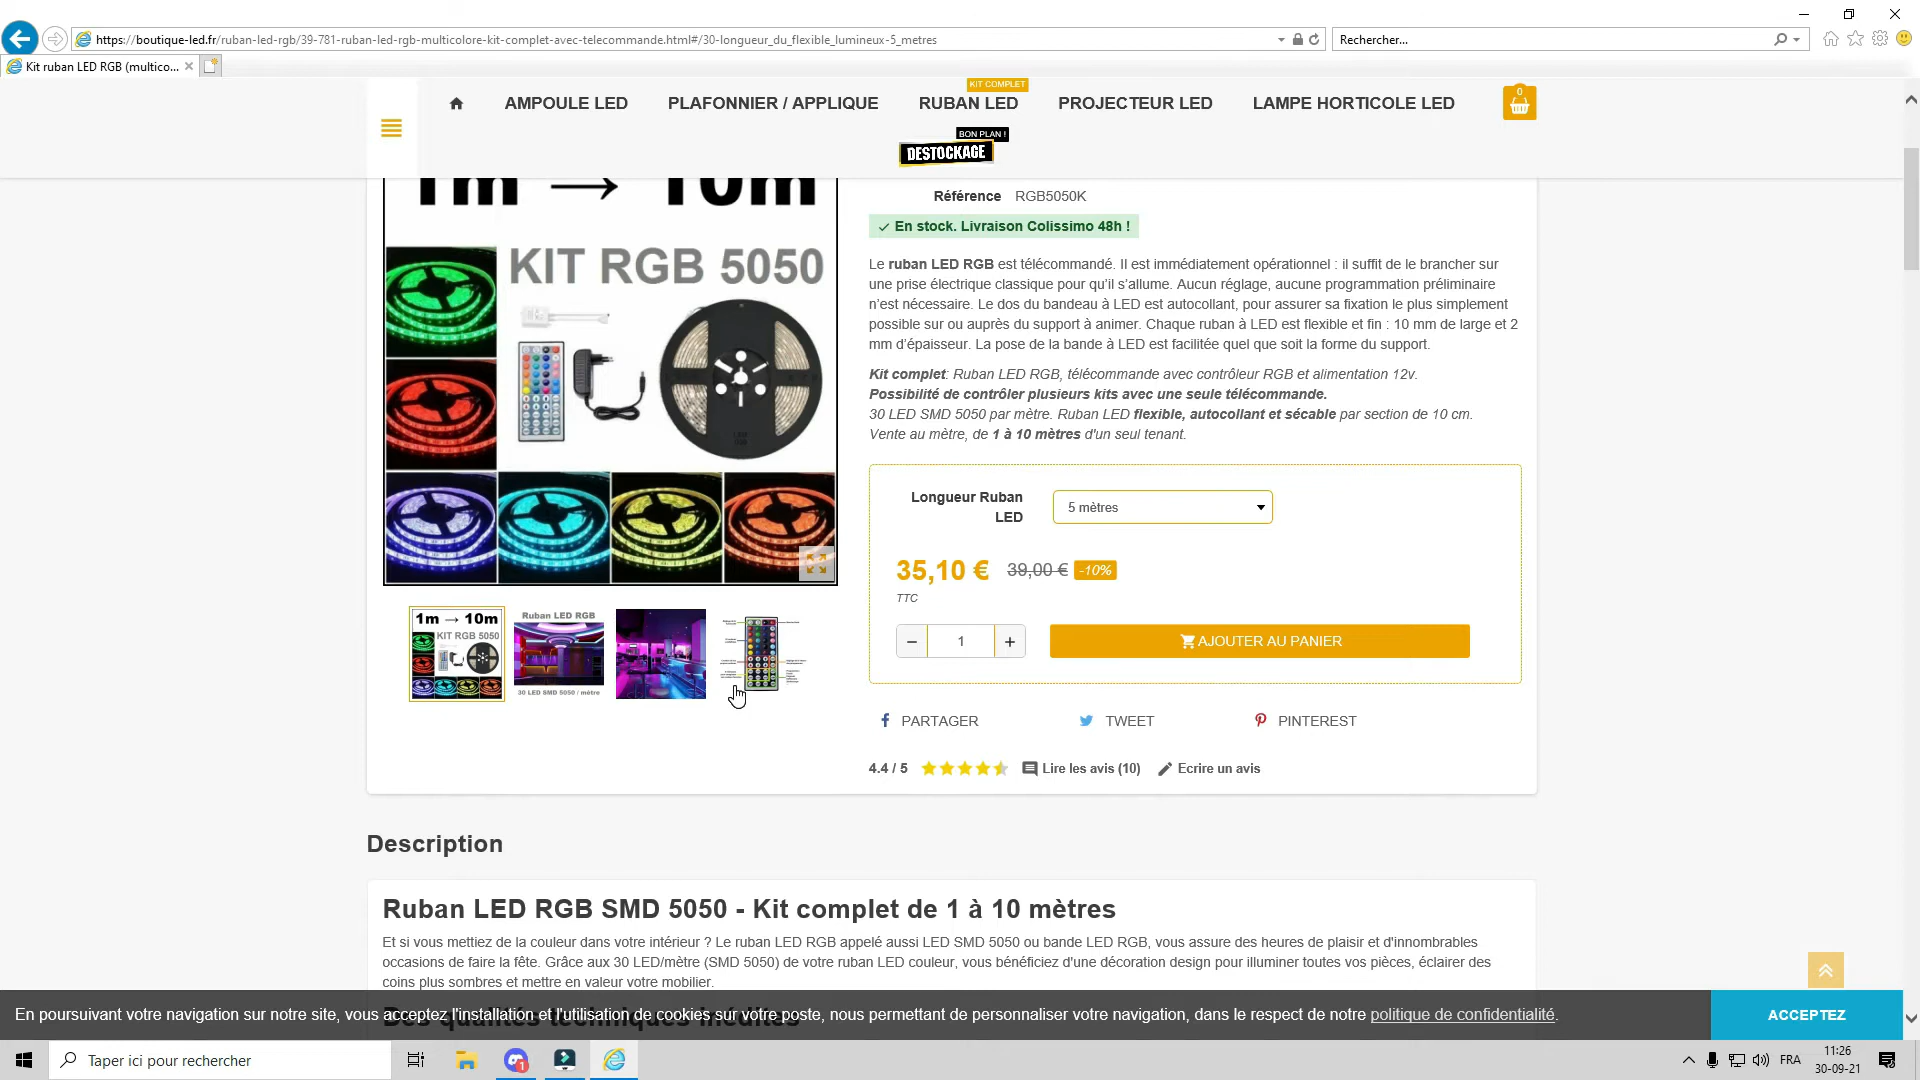 https://boutique-led.fr/ruban-led-rgb/39-781-ruban-led-rgb-multicolore-kit-complet-avec-telecommande.html#/30-longueur_du_flexible_lumineux-5_metres
Rechercher...
Kit ruban LED RGB (multico...
KIT COMPLET
AMPOULE LED
PLAFONNIER / APPLIQUE
RUBAN LED
PROJECTEUR LED
LAMPE HORTICOLE LED
0
BON PLAN !
DESTOCKAGE
1m → 10m
KIT RGB 5050
Référence RGB5050K
En stock. Livraison Colissimo 48h !
Le ruban LED RGB est télécommandé. Il est immédiatement opérationnel : il suffit de le brancher sur
une prise électrique classique pour qu'il s'allume. Aucun réglage, aucune programmation préliminaire
n'est nécessaire. Le dos du bandeau à LED est autocollant, pour assurer sa fixation le plus simplement
possible sur ou auprès du support à animer. Chaque ruban à LED est flexible et fin : 10 mm de large et 2
mm d'épaisseur. La pose de la bande à LED est facilitée quel que soit la forme du support.
Kit complet: Ruban LED RGB, télécommande avec contrôleur RGB et alimentation 12v.
Possibilité de contrôler plusieurs kits avec une seule télécommande.
30 LED SMD 5050 par mètre. Ruban LED flexible, autocollant et sécable par section de 10 cm.
Vente au mètre, de 1 à 10 mètres d'un seul tenant.
Longueur Ruban
LED
5 mètres
35,10 € 39,00 € -10%
TTC
1
AJOUTER AU PANIER
1m → 10m
KIT RGB 5050
Ruban LED RGB
30 LED SMD 5050 / mètre
PARTAGER
TWEET
PINTEREST
4.4 / 5
Lire les avis (10)
Ecrire un avis
Description
Ruban LED RGB SMD 5050 - Kit complet de 1 à 10 mètres
Et si vous mettiez de la couleur dans votre intérieur ? Le ruban LED RGB appelé aussi LED SMD 5050 ou bande LED RGB, vous assure des heures de plaisir et d'innombrables
occasions de faire la fête. Grâce aux 30 LED/mètre (SMD 5050) de votre ruban LED couleur, vous bénéficiez d'une décoration design pour illuminer toutes vos pièces, éclairer des
coins plus sombres et mettre en valeur votre mobilier.
Des qualités techniques inédites
En poursuivant votre navigation sur notre site, vous acceptez l'installation et l'utilisation de cookies sur votre poste, nous permettant de personnaliser votre navigation, dans le respect de notre politique de confidentialité.
ACCEPTEZ
Taper ici pour rechercher
1
FRA
11:26
30-09-21